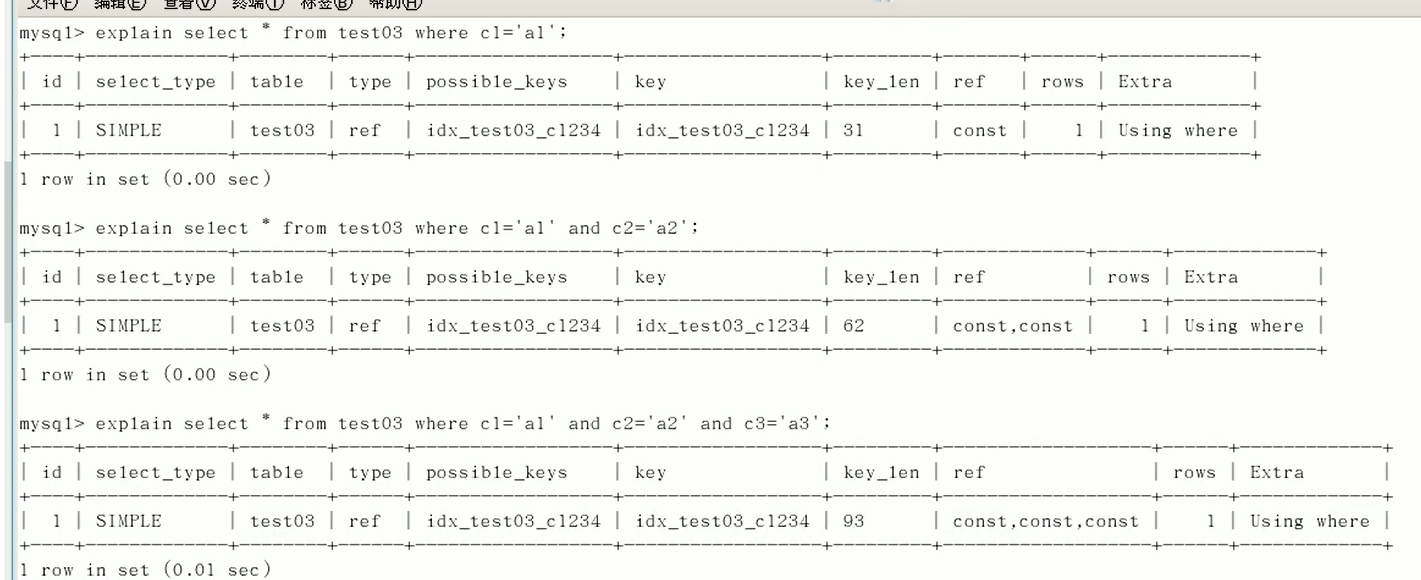 文件(F) 编辑(E) 查看(V) 终端(T) 标签(B) 帮助(H)
mysql> explain select * from test03 where c1='a1';
+----+-------------+--------+------+-----------------+-----------------+---------+-------+------+-------------+
| id | select_type | table | type | possible_keys | key | key_len | ref | rows | Extra |
+----+-------------+--------+------+-----------------+-----------------+---------+-------+------+-------------+
| 1 | SIMPLE | test03 | ref | idx_test03_c1234 | idx_test03_c1234 | 31 | const | 1 | Using where |
+----+-------------+--------+------+-----------------+-----------------+---------+-------+------+-------------+
1 row in set (0.00 sec)
mysql> explain select * from test03 where c1='a1' and c2='a2';
+----+-------------+--------+------+-----------------+-----------------+---------+-------------+------+-------------+
| id | select_type | table | type | possible_keys | key | key_len | ref | rows | Extra |
+----+-------------+--------+------+-----------------+-----------------+---------+-------------+------+-------------+
| 1 | SIMPLE | test03 | ref | idx_test03_c1234 | idx_test03_c1234 | 62 | const,const | 1 | Using where |
+----+-------------+--------+------+-----------------+-----------------+---------+-------------+------+-------------+
1 row in set (0.00 sec)
mysql> explain select * from test03 where c1='a1' and c2='a2' and c3='a3';
+----+-------------+--------+------+-----------------+-----------------+---------+-------------------+------+-------------+
| id | select_type | table | type | possible_keys | key | key_len | ref | rows | Extra |
+----+-------------+--------+------+-----------------+-----------------+---------+-------------------+------+-------------+
| 1 | SIMPLE | test03 | ref | idx_test03_c1234 | idx_test03_c1234 | 93 | const,const,const | 1 | Using where |
+----+-------------+--------+------+-----------------+-----------------+---------+-------------------+------+-------------+
1 row in set (0.01 sec)